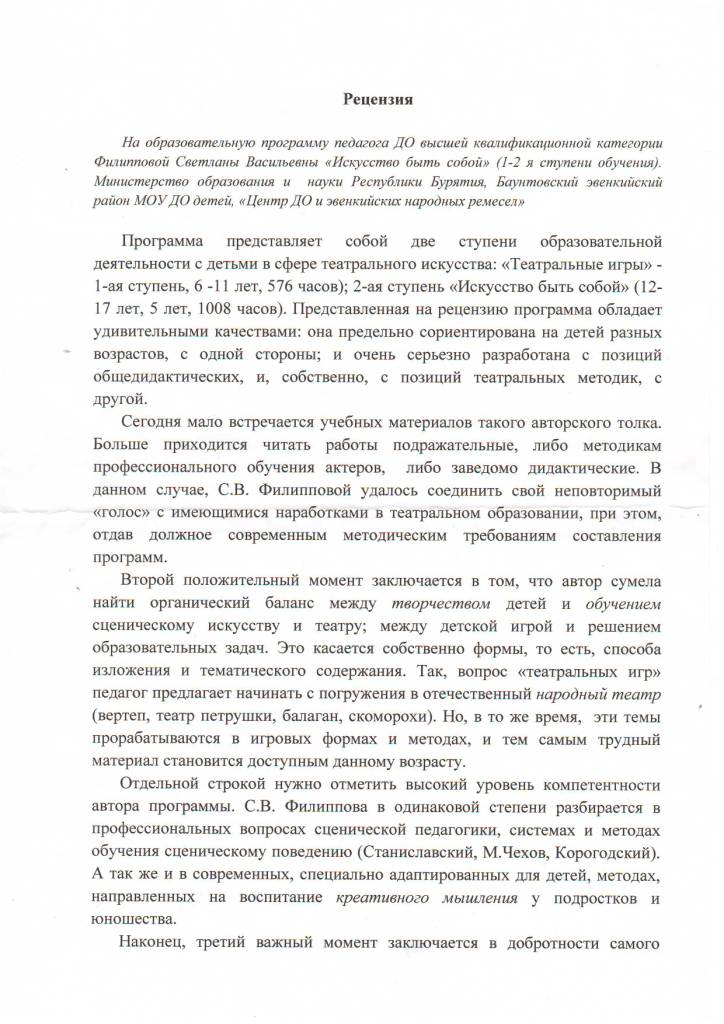 Рецензия
На образовательную программу педагога ДО высшей квалификационной категории
Филипповой Светланы Васильевны «Искусство быть собой» (1-2 я ступени обучения).
Министерство образования и науки Республики Бурятия, Баунтовский эвенкийский
район МОУ ДО детей, «Центр ДО и эвенкийских народных ремесел»
Программа представляет собой две ступени образовательной
деятельности с детьми в сфере театрального искусства: «Театральные игры» -
1-ая ступень, 6 -11 лет, 576 часов); 2-ая ступень «Искусство быть собой» (12-
17 лет, 5 лет, 1008 часов). Представленная на рецензию программа обладает
удивительными качествами: она предельно сориентирована на детей разных
возрастов, с одной стороны; и очень серьезно разработана с позиций
общедидактических, и, собственно, с позиций театральных методик, с
другой.
Сегодня мало встречается учебных материалов такого авторского толка.
Больше приходится читать работы подражательные, либо методикам
профессионального обучения актеров, либо заведомо дидактические. В
данном случае, С.В. Филипповой удалось соединить свой неповторимый
«голос» с имеющимися наработками в театральном образовании, при этом,
отдав должное современным методическим требованиям составления
программ.
Второй положительный момент заключается в том, что автор сумела
найти органический баланс между творчеством детей и обучением
сценическому искусству и театру; между детской игрой и решением
образовательных задач. Это касается собственно формы, то есть, способа
изложения и тематического содержания. Так, вопрос «театральных игр»
педагог предлагает начинать с погружения в отечественный народный театр
(вертеп, театр петрушки, балаган, скоморохи). Но, в то же время, эти темы
прорабатываются в игровых формах и методах, и тем самым трудный
материал становится доступным данному возрасту.
Отдельной строкой нужно отметить высокий уровень компетентности
автора программы. С.В. Филиппова в одинаковой степени разбирается в
профессиональных вопросах сценической педагогики, системах и методах
обучения сценическому поведению (Станиславский, М.Чехов, Корогодский).
А так же и в современных, специально адаптированных для детей, методах,
направленных на воспитание креативного мышления у подростков и
юношества.
Наконец, третий важный момент заключается в добротности самого